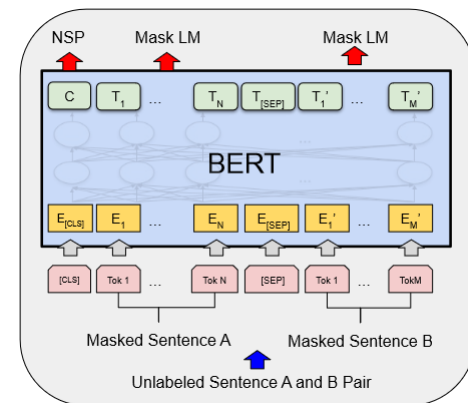 NSP Mask LM Mask LM
C T1 ... TN T[SEP] T1' ... TM'
...
BERT
...
E[CLS] E1 ... EN E[SEP] E1' ... EM'
[CLS] Tok 1 ... Tok N [SEP] Tok 1 ... TokM
Masked Sentence A Masked Sentence B
Unlabeled Sentence A and B Pair